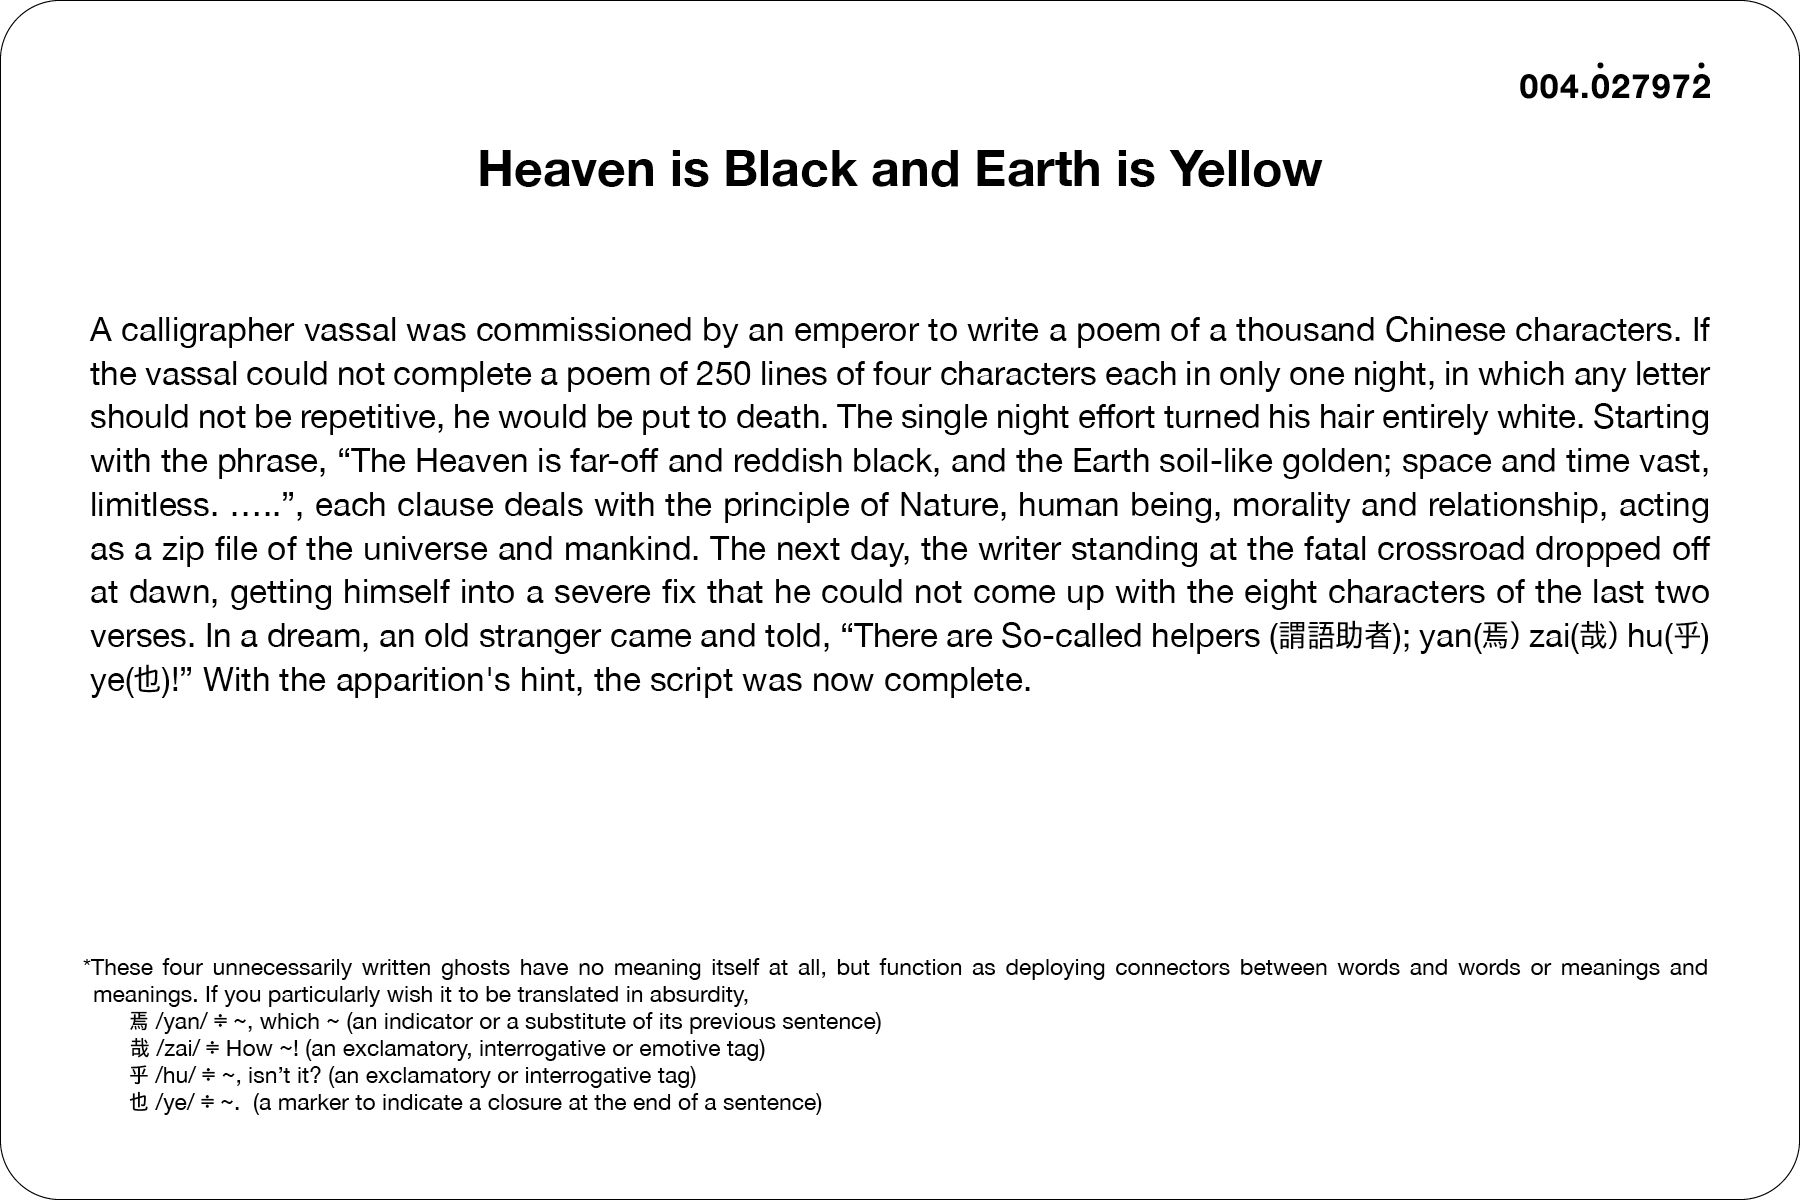 004.0̇27972̇
Heaven is Black and Earth is Yellow
A calligrapher vassal was commissioned by an emperor to write a poem of a thousand Chinese characters. If
the vassal could not complete a poem of 250 lines of four characters each in only one night, in which any letter
should not be repetitive, he would be put to death. The single night effort turned his hair entirely white. Starting
with the phrase, “The Heaven is far-off and reddish black, and the Earth soil-like golden; space and time vast,
limitless. …..”, each clause deals with the principle of Nature, human being, morality and relationship, acting
as a zip file of the universe and mankind. The next day, the writer standing at the fatal crossroad dropped off
at dawn, getting himself into a severe fix that he could not come up with the eight characters of the last two
verses. In a dream, an old stranger came and told, “There are So-called helpers (謂語助者); yan(焉) zai(哉) hu(乎)
ye(也)!” With the apparition's hint, the script was now complete.
*These four unnecessarily written ghosts have no meaning itself at all, but function as deploying connectors between words and words or meanings and
meanings. If you particularly wish it to be translated in absurdity,
焉 /yan/ ≑ ~, which ~ (an indicator or a substitute of its previous sentence)
哉 /zai/ ≑ How ~! (an exclamatory, interrogative or emotive tag)
乎 /hu/ ≑ ~, isn’t it? (an exclamatory or interrogative tag)
也 /ye/ ≑ ~. (a marker to indicate a closure at the end of a sentence)